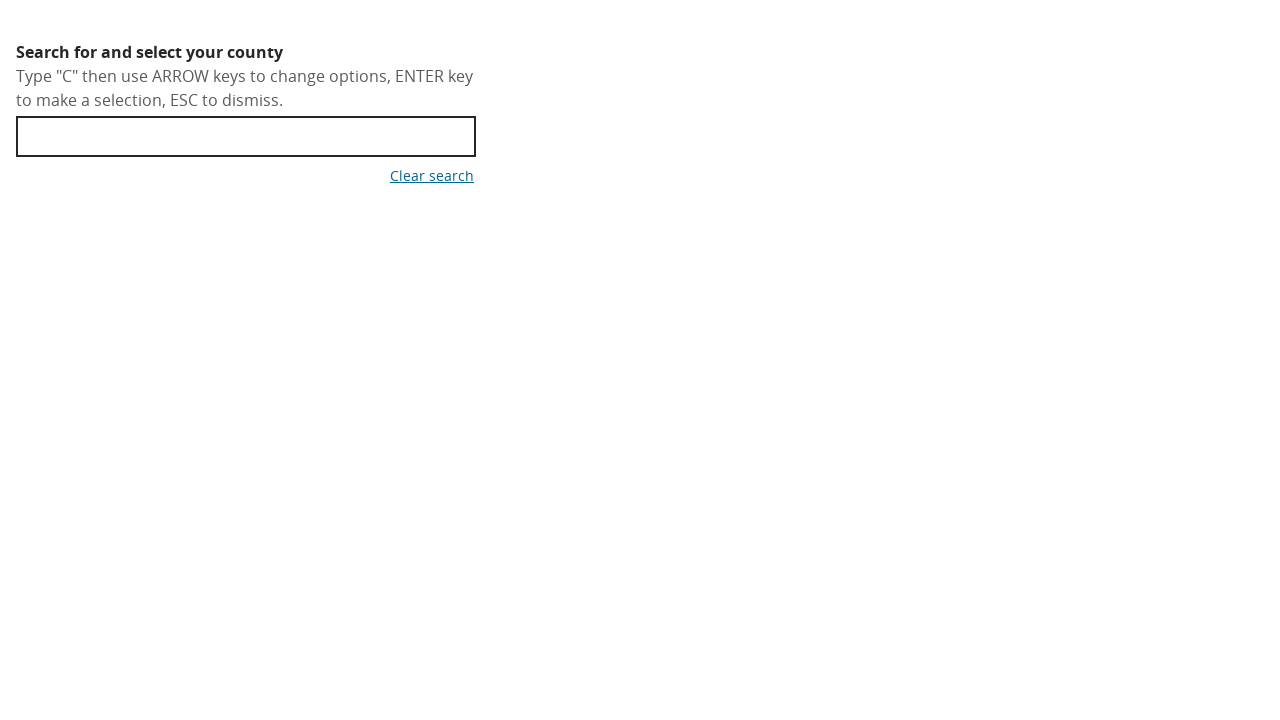 Search for and select your county
Type "C" then use ARROW keys to change options, ENTER key
to make a selection, ESC to dismiss.
Clear search